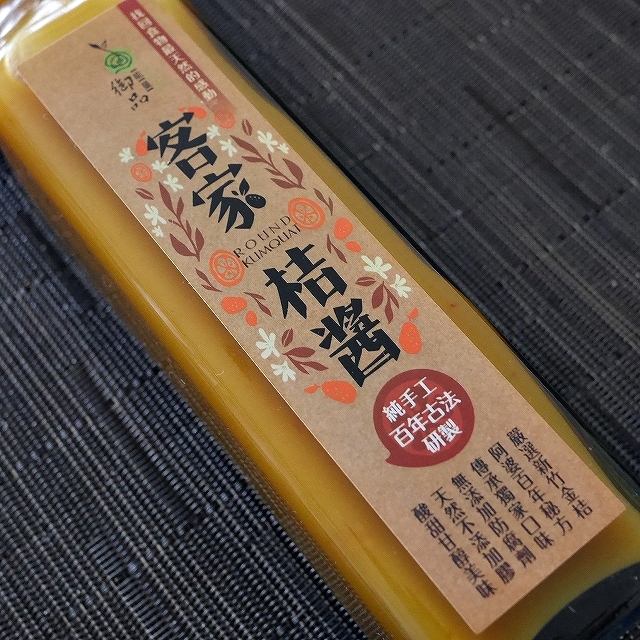 御品
客家
ROUND
KUMQUAT
桔醬
純手工
百年古法
研製
嚴選新竹金桔
阿婆百年秘方
傳承獨家口味
無添加防腐劑
天然不添加膠
酸甜甘醇美味